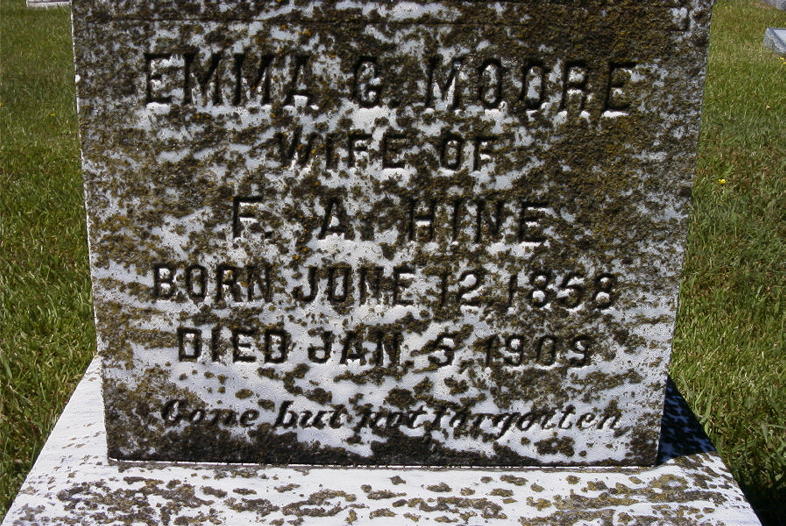 EMMA G. MOORE
WIFE OF
F. A. HINE
BORN JUNE 12, 1858
DIED JAN. 5, 1909
Gone but not forgotten